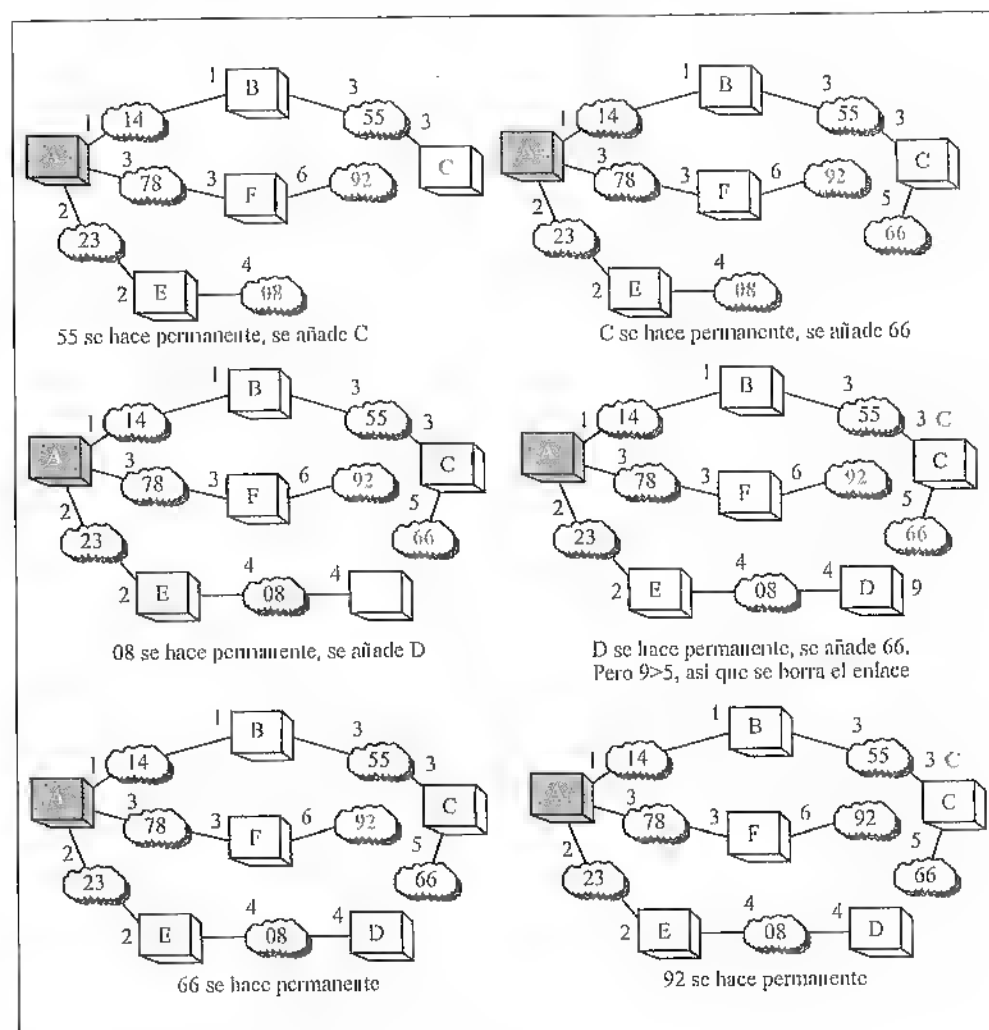 1 B 3
1 14 55 3
A 3 C
78 3 F 6 92
2
23 4
2 E 08
55 se hace permanente, se añade C
1 B 3
1 14 55 3
A 3 C
78 3 F 6 92
2 5
23 66
4
2 E 08
C se hace permanente, se añade 66
1 B 3
1 14 55 3
A 3 C
78 3 F 6 92
2 5
23 66
4 4
2 E 08
08 se hace permanente, se añade D
1 B 3
1 14 55 3 C
A 3 C
78 3 F 6 92
2 5
23 66
4 4
2 E 08 D 9
D se hace permanente, se añade 66.
Pero 9>5, asi que se borra el enlace
1 B 3
1 14 55 3
A 3 C
78 3 F 6 92
2 5
23 66
4 4
2 E 08 D
66 se hace permanente
1 B 3
1 14 55 3 C
A 3 C
78 3 F 6 92
2 5
23 66
4 4
2 E 08 D
92 se hace permanente